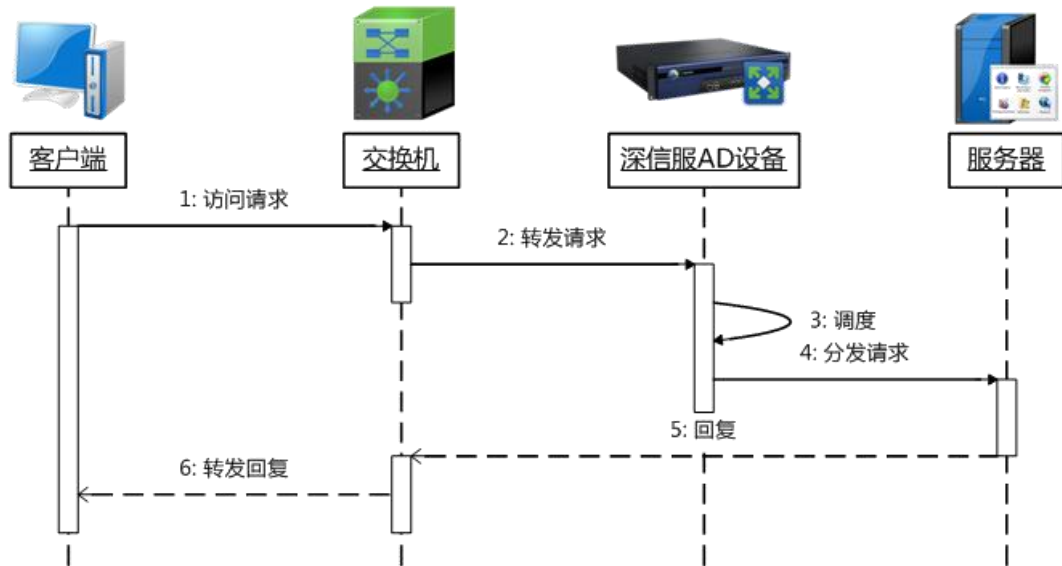 客户端
交换机
深信服AD设备
服务器
1: 访问请求
2: 转发请求
3: 调度
4: 分发请求
5: 回复
6: 转发回复